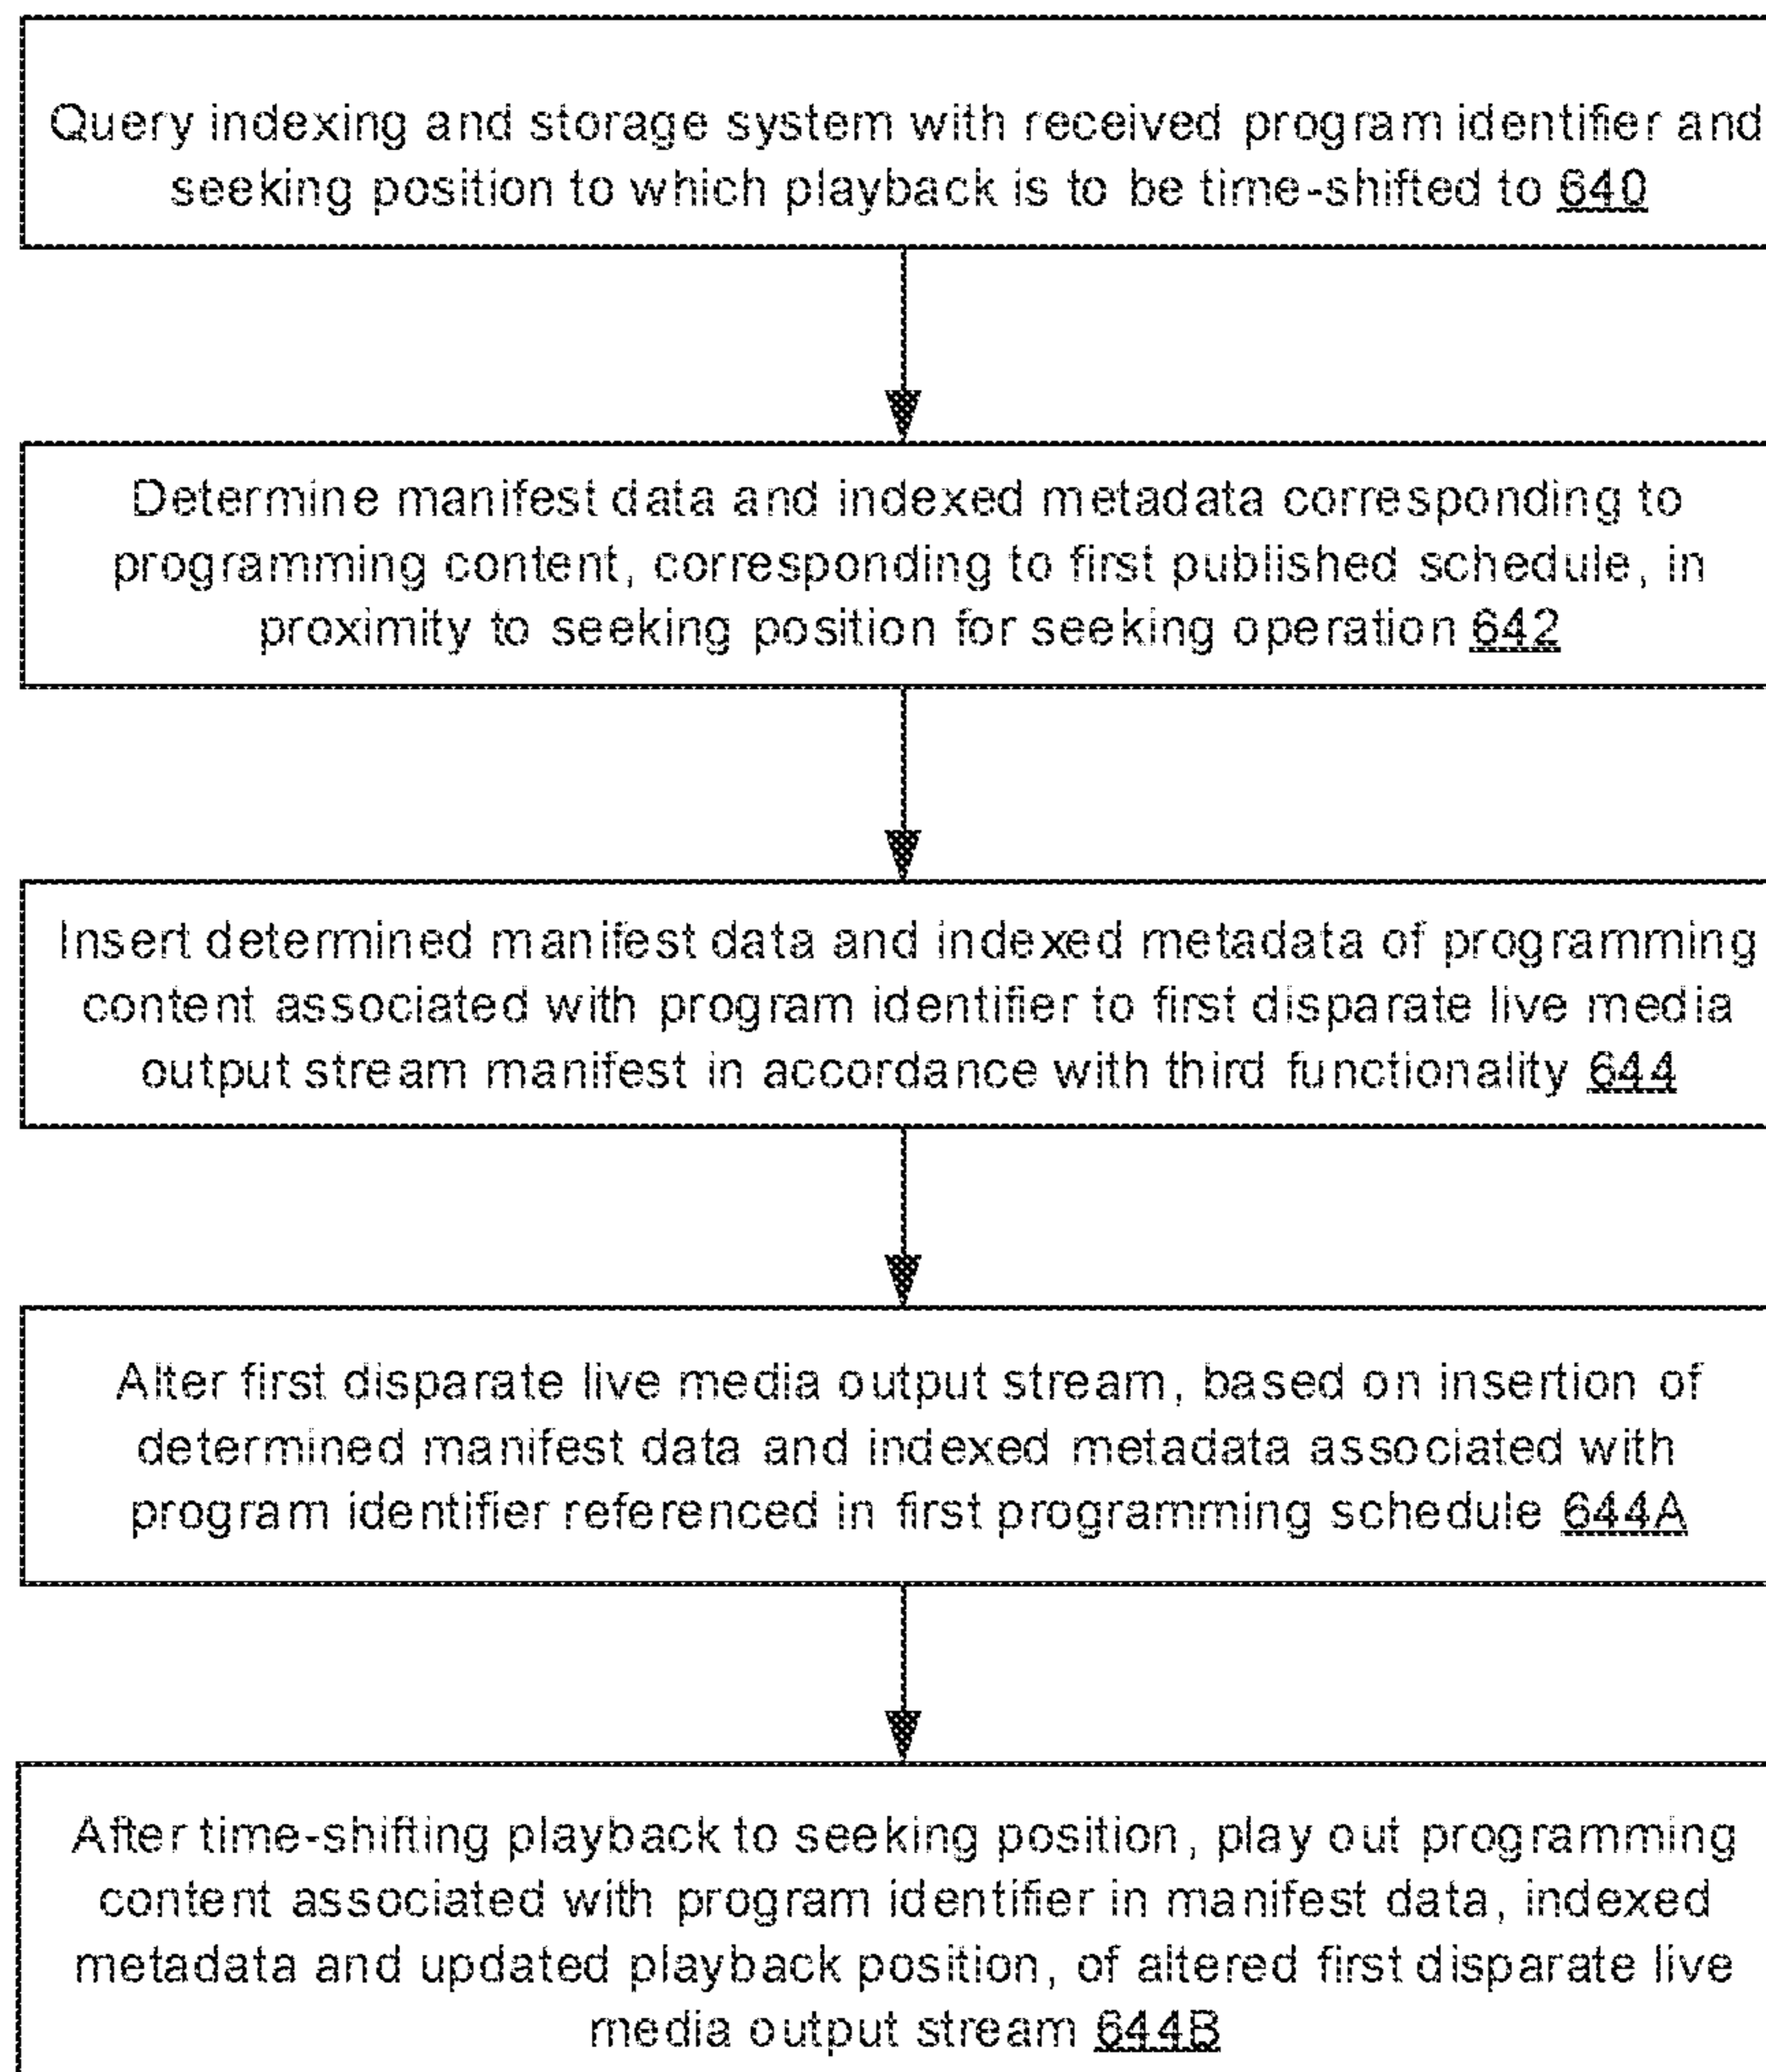 Query indexing and storage system with received program identifier and
seeking position to which playback is to be time-shifted to 640
Determine manifest data and indexed metadata corresponding to
programming content, corresponding to first published schedule, in
proximity to seeking position for seeking operation 642
Insert determined manifest data and indexed metadata of programming
content associated with program identifier to first disparate live media
output stream manifest in accordance with third functionality 644
Alter first disparate live media output stream, based on insertion of
determined manifest data and indexed metadata associated with
program identifier referenced in first programming schedule 644A
After time-shifting playback to seeking position, play out programming
content associated with program identifier in manifest data, indexed
metadata and updated playback position, of altered first disparate live
media output stream 644B